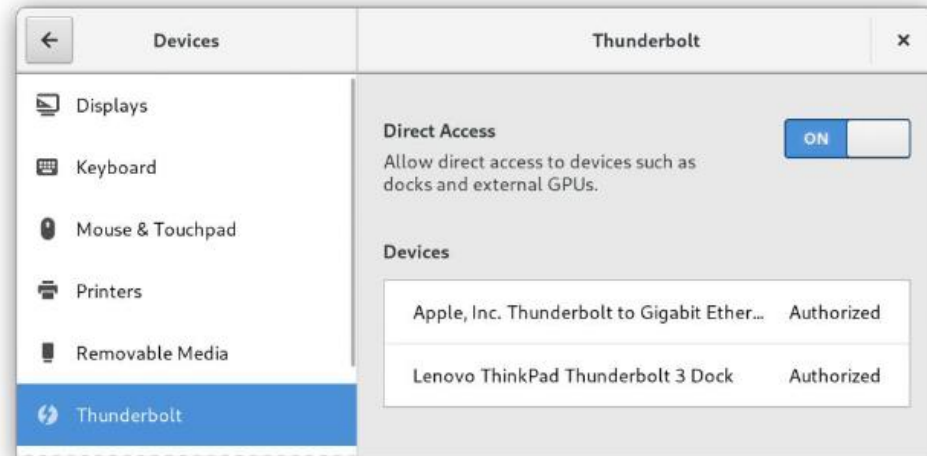 Devices
Thunderbolt
Displays
Keyboard
Mouse & Touchpad
Printers
Removable Media
Thunderbolt
Direct Access
ON
Allow direct access to devices such as
docks and external GPUs.
Devices
Apple, Inc. Thunderbolt to Gigabit Ether... Authorized
Lenovo ThinkPad Thunderbolt 3 Dock Authorized